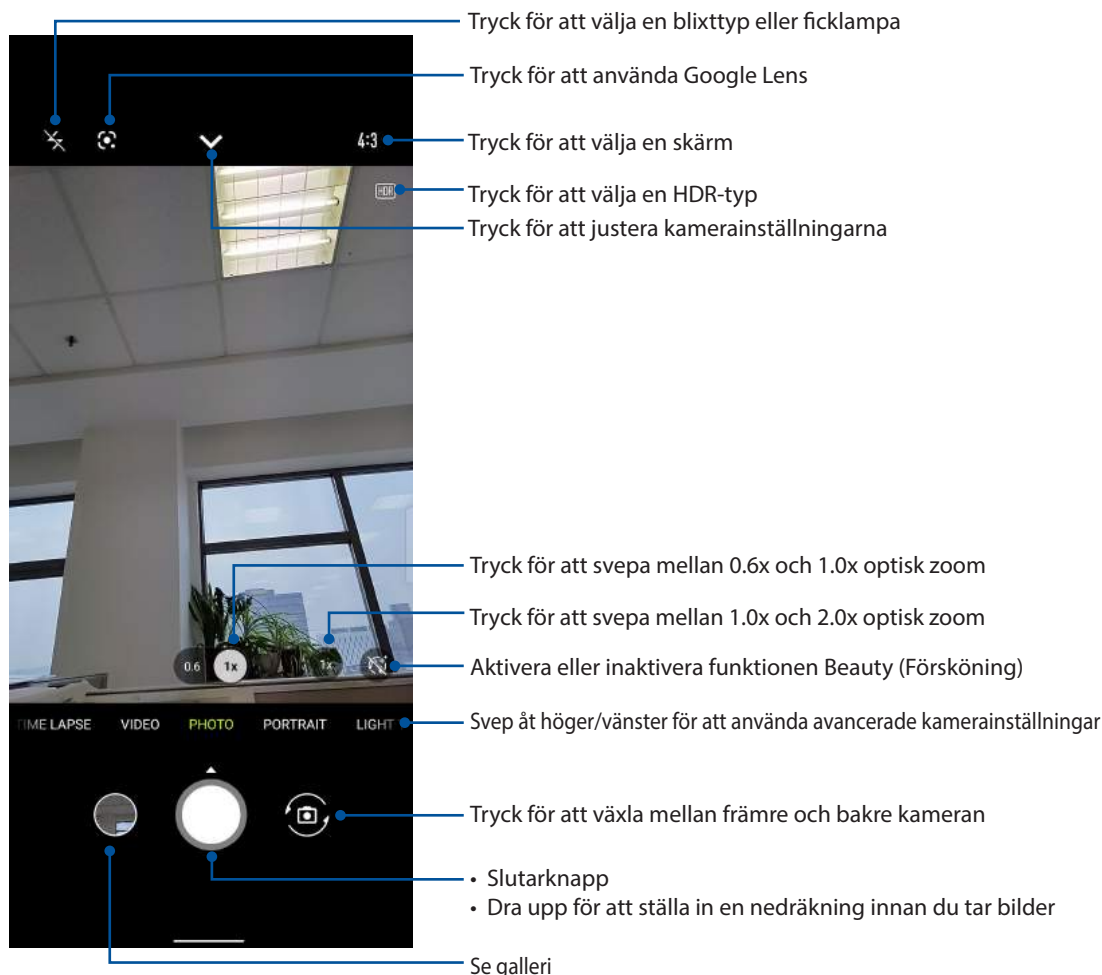 Tryck för att välja en blixttyp eller ficklampa
Tryck för att använda Google Lens
4:3
Tryck för att välja en skärm
HDR
Tryck för att välja en HDR-typ
Tryck för att justera kamerainställningarna
Tryck för att svepa mellan 0.6x och 1.0x optisk zoom
Tryck för att svepa mellan 1.0x och 2.0x optisk zoom
0.6 1x 1x
Aktivera eller inaktivera funktionen Beauty (Försköning)
TIME LAPSE VIDEO PHOTO PORTRAIT LIGHT
Svep åt höger/vänster för att använda avancerade kamerainställningar
Tryck för att växla mellan främre och bakre kameran
• Slutarknapp
• Dra upp för att ställa in en nedräkning innan du tar bilder
Se galleri